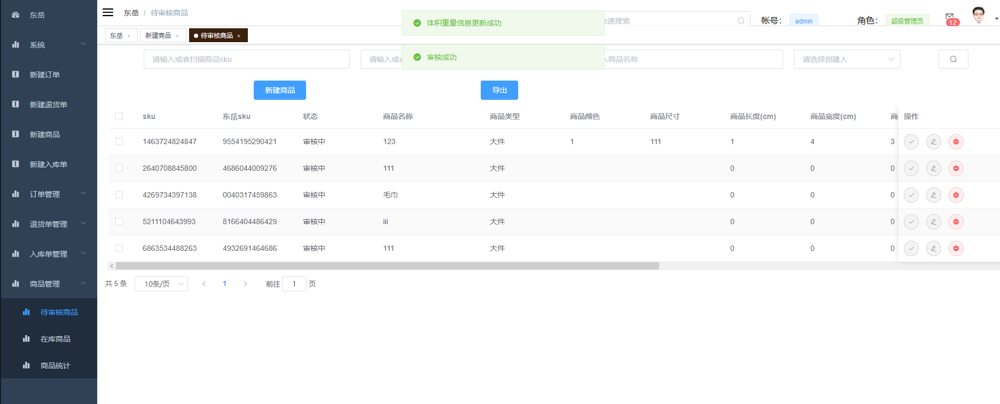 东岳
系统
新建订单
新建退货单
新建商品
新建入库单
订单管理
退货单管理
入库单管理
商品管理
待审核商品
在库商品
商品统计
东岳 / 待审核商品
体积重量信息更新成功
审核成功
速搜索
帐号：
admin
角色：
超级管理员
12
东岳 ×
新建商品 ×
待审核商品 ×
请输入或者扫描商品sku
请输入或
入商品名称
请选择创建人
新建商品
导出
sku 东岳sku 状态 商品名称 商品类型 商品颜色 商品尺寸 商品长度(cm) 商品宽度(cm) 商 操作
1463724824847 9554195290421 审核中 123 大件 1 111 1 4 3
2640708845800 4686044009276 审核中 111 大件 0 0 0
4269734397138 0040317459863 审核中 毛巾 大件 0 0 0
5211104643993 8166404486429 审核中 iii 大件 0 0 0
6863534488263 4932691464686 审核中 111 大件 0 0 0
共 5 条 10条/页 1 前往 1 页